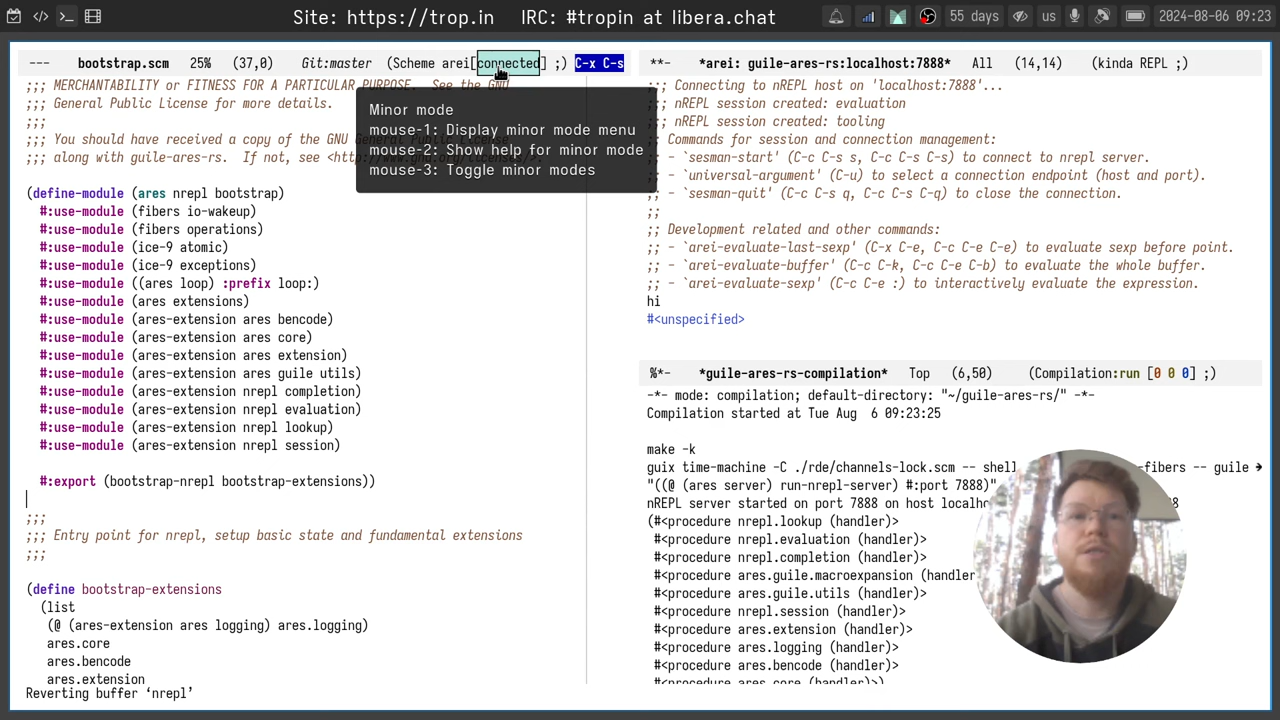 Site: https://trop.in   IRC: #tropin at libera.chat
55 days
us
2024-08-06 09:23
---    bootstrap.scm   25%   (37,0)    Git:master  (Scheme arei[connected] ;) C-x C-s
;;; MERCHANTABILITY or FITNESS FOR A PARTICULAR PURPOSE.  See the GNU
;;; General Public License for more details.
;;;
;;; You should have received a copy of the GNU General Public License
;;; along with guile-ares-rs.  If not, see <http://www.gnu.org/licenses/>.
Minor mode
mouse-1: Display minor mode menu
mouse-2: Show help for minor mode
mouse-3: Toggle minor modes
(define-module (ares nrepl bootstrap)
  #:use-module (fibers io-wakeup)
  #:use-module (fibers operations)
  #:use-module (ice-9 atomic)
  #:use-module (ice-9 exceptions)
  #:use-module ((ares loop) :prefix loop:)
  #:use-module (ares extensions)
  #:use-module (ares-extension ares bencode)
  #:use-module (ares-extension ares core)
  #:use-module (ares-extension ares extension)
  #:use-module (ares-extension ares guile utils)
  #:use-module (ares-extension nrepl completion)
  #:use-module (ares-extension nrepl evaluation)
  #:use-module (ares-extension nrepl lookup)
  #:use-module (ares-extension nrepl session)
  #:export (bootstrap-nrepl bootstrap-extensions))
;;;
;;; Entry point for nrepl, setup basic state and fundamental extensions
;;;
(define bootstrap-extensions
  (list
   (@ (ares-extension ares logging) ares.logging)
   ares.core
   ares.bencode
   ares.extension
Reverting buffer ‘nrepl’
**-    *arei: guile-ares-rs:localhost:7888*   All   (14,14)    (kinda REPL ;)
;;; Connecting to nREPL host on 'localhost:7888'...
;;; nREPL session created: evaluation
;;; nREPL session created: tooling
;; Commands for session and connection management:
;; - `sesman-start' (C-c C-s s, C-c C-s C-s) to connect to nrepl server.
;; - `universal-argument' (C-u) to select a connection endpoint (host and port).
;; - `sesman-quit' (C-c C-s q, C-c C-s C-q) to close the connection.
;;
;; Development related and other commands:
;; - `arei-evaluate-last-sexp' (C-x C-e, C-c C-e C-e) to evaluate sexp before point.
;; - `arei-evaluate-buffer' (C-c C-k, C-c C-e C-b) to evaluate the whole buffer.
;; - `arei-evaluate-sexp' (C-c C-e :) to interactively evaluate the expression.
hi
#<unspecified>
%*-    *guile-ares-rs-compilation*   Top   (6,50)     (Compilation:run [0 0 0] ;)
-*- mode: compilation; default-directory: "~/guile-ares-rs/" -*-
Compilation started at Tue Aug  6 09:23:25
make -k
guix time-machine -C ./rde/channels-lock.scm -- shell -fibers -- guile
"((@ (ares server) run-nrepl-server) #:port 7888)"
nREPL server started on port 7888 on host localho 8
(#<procedure nrepl.lookup (handler)>
 #<procedure nrepl.evaluation (handler)>
 #<procedure nrepl.completion (handler)>
 #<procedure ares.guile.macroexpansion (handler
 #<procedure ares.guile.utils (handler)>
 #<procedure nrepl.session (handler)>
 #<procedure ares.extension (handler)>
 #<procedure ares.logging (handler)>
 #<procedure ares.bencode (handler)>
 #<procedure ares.core (handler)>)